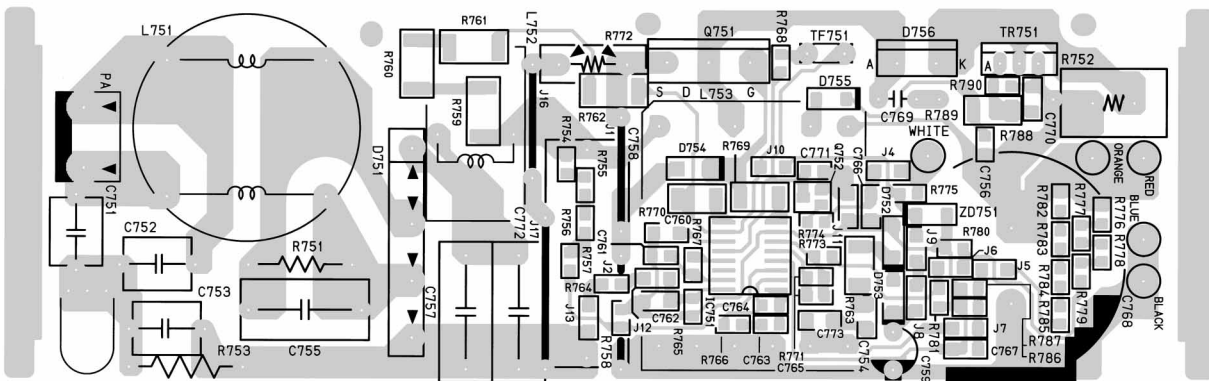 L751
PA
C751
C752
C753
R753
R751
C755
D751
C757
R760
R761
R759
L752
J16
C772
J17
R772
R762
R754
R755
R756
R757
J1
C758
Q751
S D L753 G
R768
TF751
D755
D756
A K
TR751
A
R752
R790
R789
R788
C769
C770
WHITE
C756
ORANGE
RED
BLUE
BLACK
D754
R769
J10
C771
Q752
C766
J4
R770
C760
R767
R775
D752
ZD751
C761
J2
R764
J13
J12
R758
C762
R765
IC751
R766
C764
C763
R771
C765
R774
R773
J11
C773
R763
D753
C754
J9
R780
J6
J5
J8
R781
C759
J7
C767
R782
R783
R784
R785
R777
R776
R778
R779
C768
R787
R786